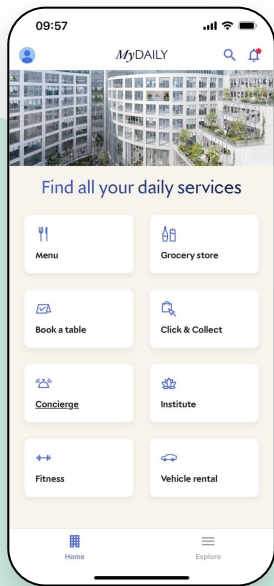 09:57
MyDAILY
Find all your daily services
Menu
Grocery store
Book a table
Click & Collect
Concierge
Institute
Fitness
Vehicle rental
Home
Explore